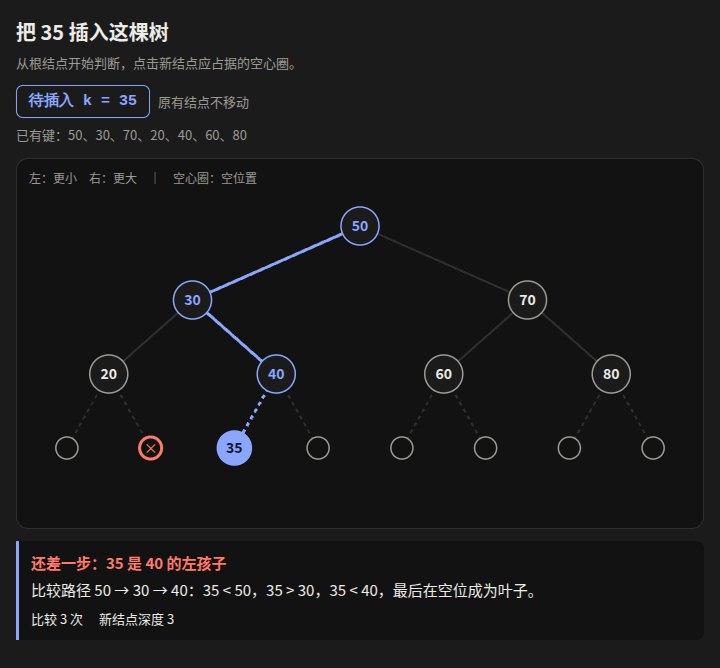 把 35 插入这棵树
从根结点开始判断，点击新结点应占据的空心圈。
待插入 k = 35 原有结点不移动
已有键：50、30、70、20、40、60、80
左：更小 右：更大 | 空心圈：空位置
50
30 70
20 40 60 80
35
还差一步：35 是 40 的左孩子
比较路径 50 → 30 → 40：35 < 50，35 > 30，35 < 40，最后在空位成为叶子。
比较 3 次 新结点深度 3